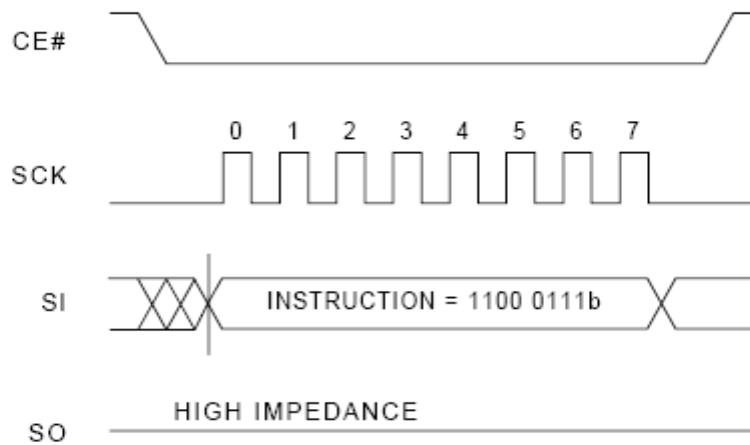 CE#
0 1 2 3 4 5 6 7
SCK
SI INSTRUCTION = 1100 0111b
HIGH IMPEDANCE
SO